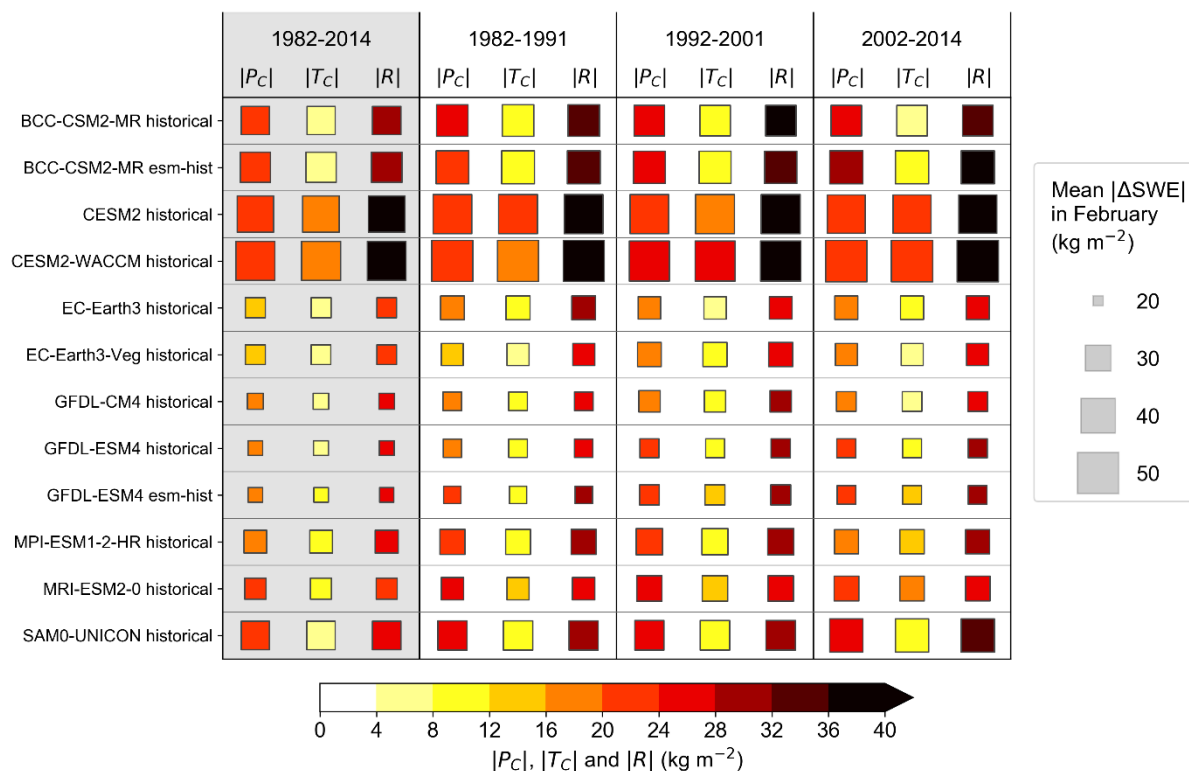 1982-2014 1982-1991 1992-2001 2002-2014
|P_C| |T_C| |R| |P_C| |T_C| |R| |P_C| |T_C| |R| |P_C| |T_C| |R|
BCC-CSM2-MR historical
BCC-CSM2-MR esm-hist
CESM2 historical
CESM2-WACCM historical
EC-Earth3 historical
EC-Earth3-Veg historical
GFDL-CM4 historical
GFDL-ESM4 historical
GFDL-ESM4 esm-hist
MPI-ESM1-2-HR historical
MRI-ESM2-0 historical
SAM0-UNICON historical
Mean |ΔSWE|
in February
(kg m⁻²)
20
30
40
50
0 4 8 12 16 20 24 28 32 36 40
|P_C|, |T_C| and |R| (kg m⁻²)